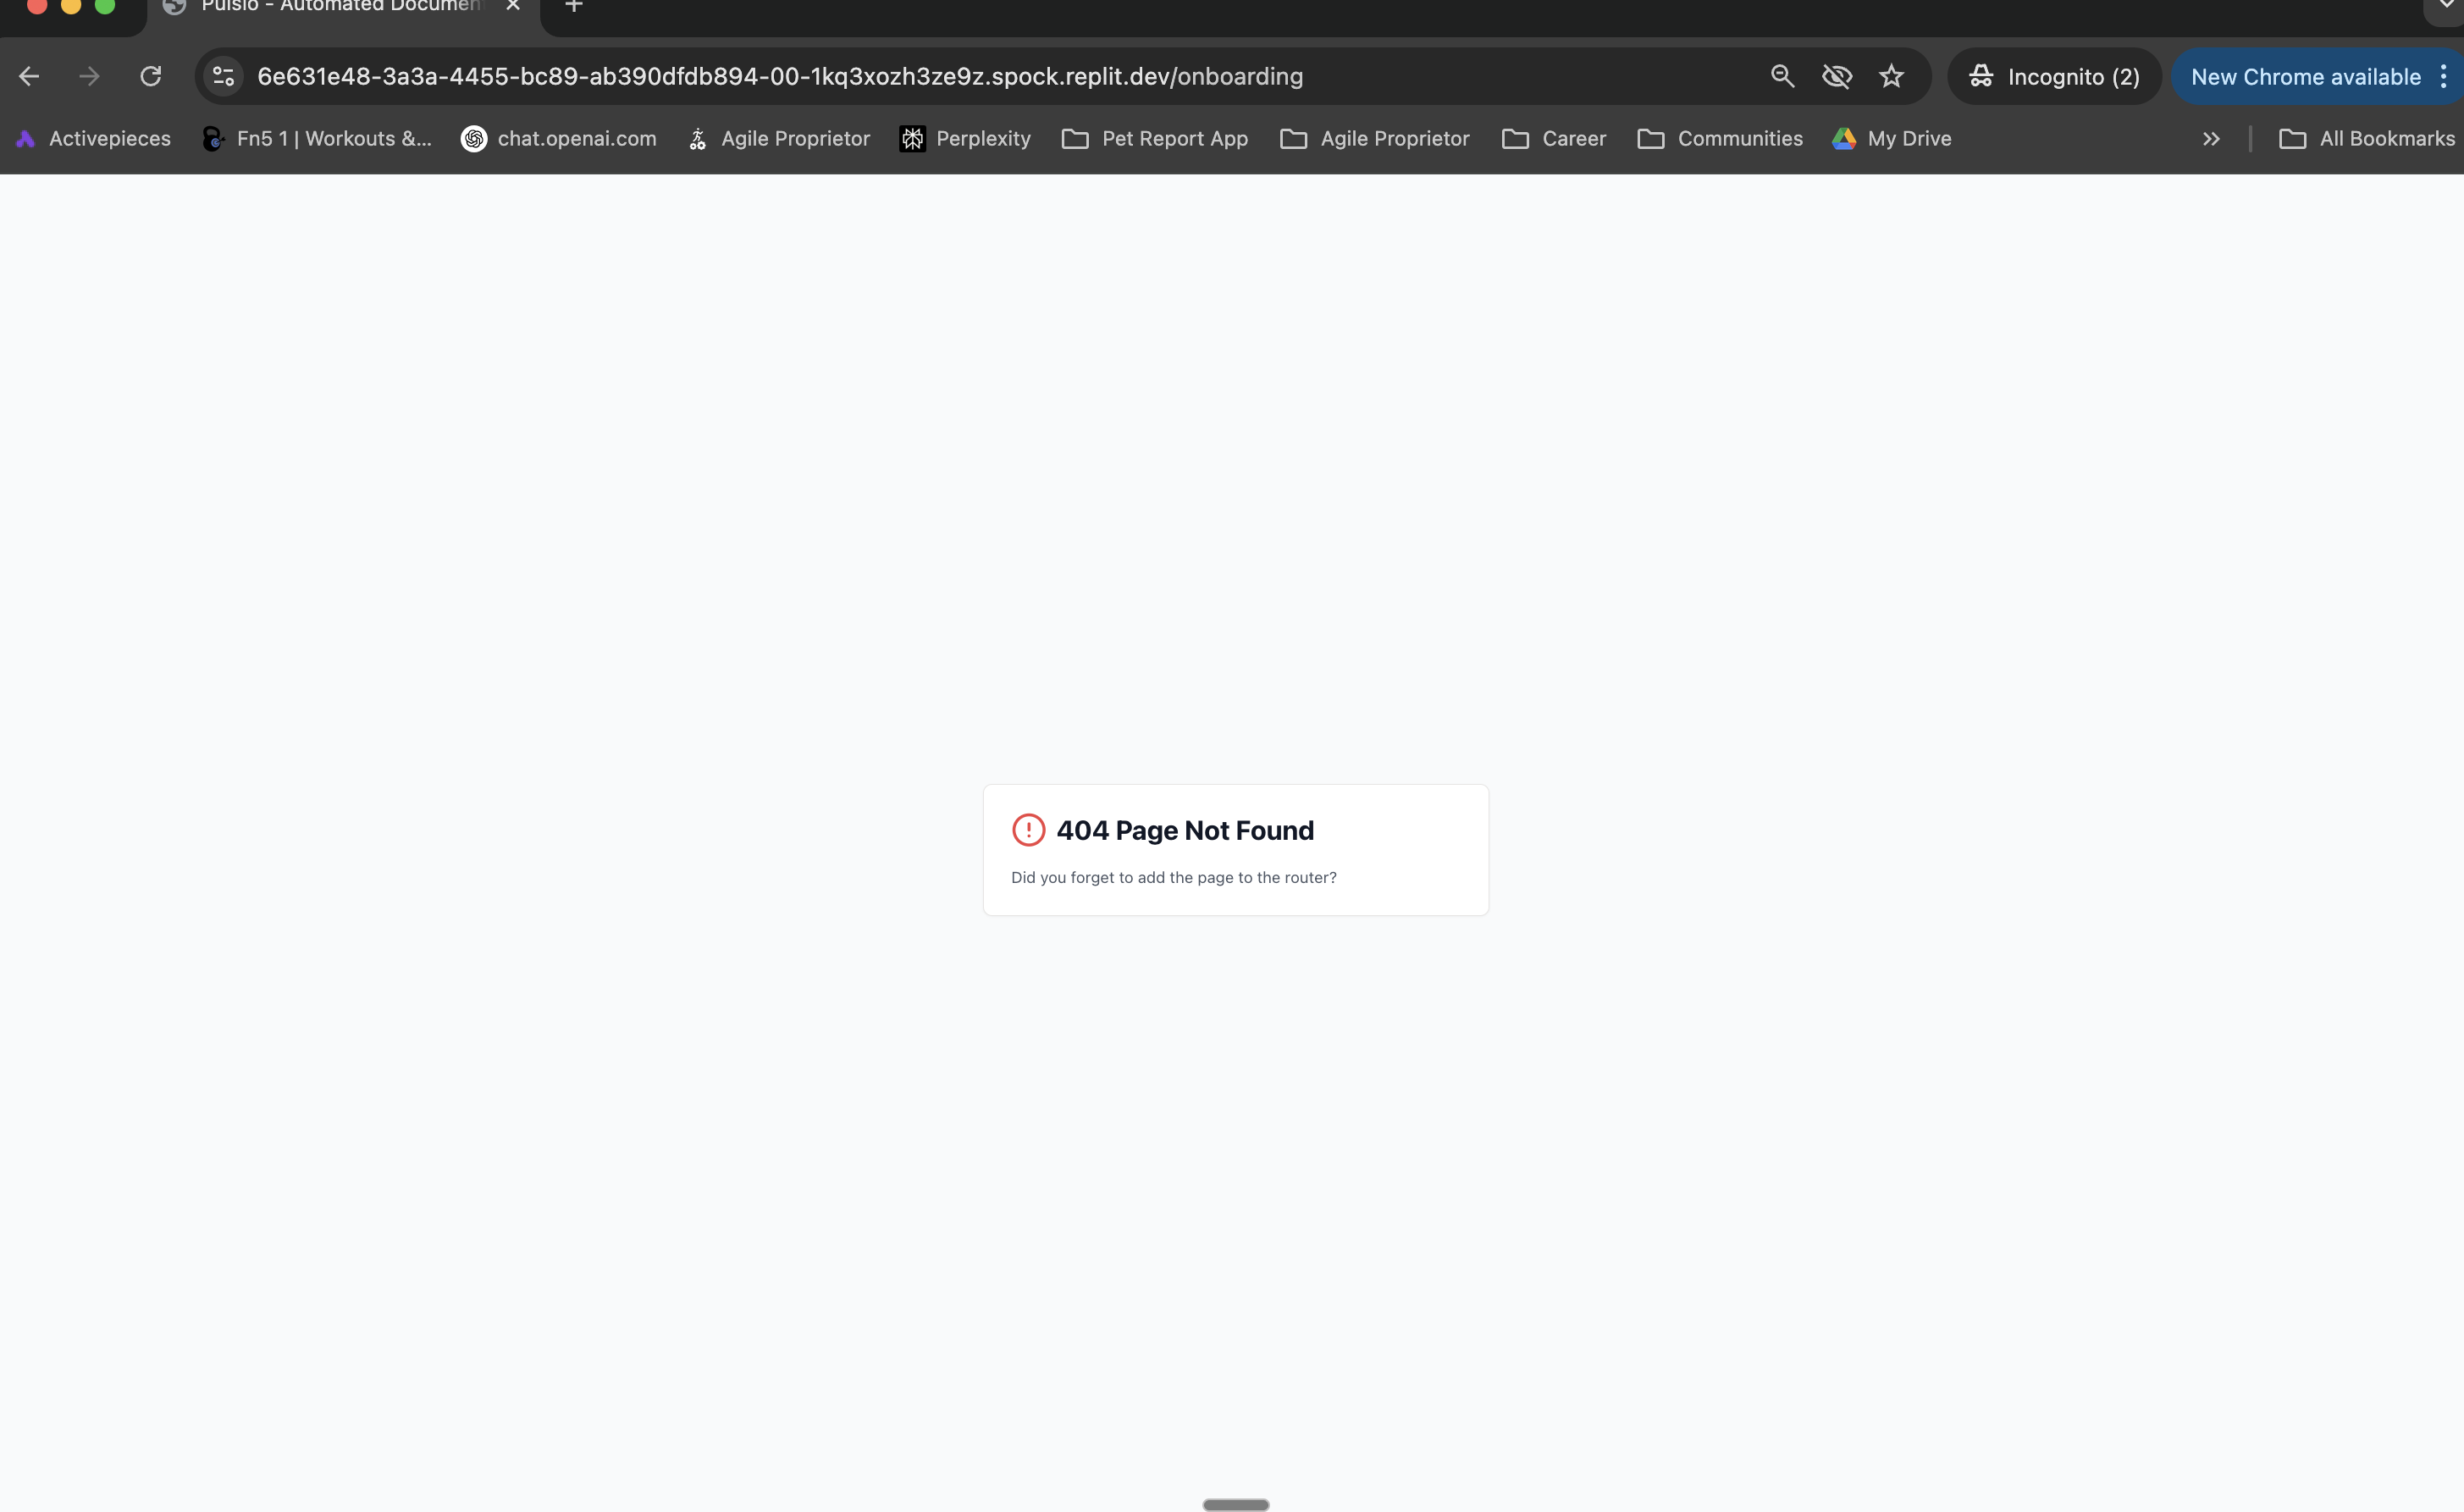 Pulsio - Automated Documen
6e631e48-3a3a-4455-bc89-ab390dfdb894-00-1kq3xozh3ze9z.spock.replit.dev/onboarding
Incognito (2)
New Chrome available
Activepieces
Fn5 1 | Workouts &...
chat.openai.com
Agile Proprietor
Perplexity
Pet Report App
Agile Proprietor
Career
Communities
My Drive
All Bookmarks
404 Page Not Found
Did you forget to add the page to the router?